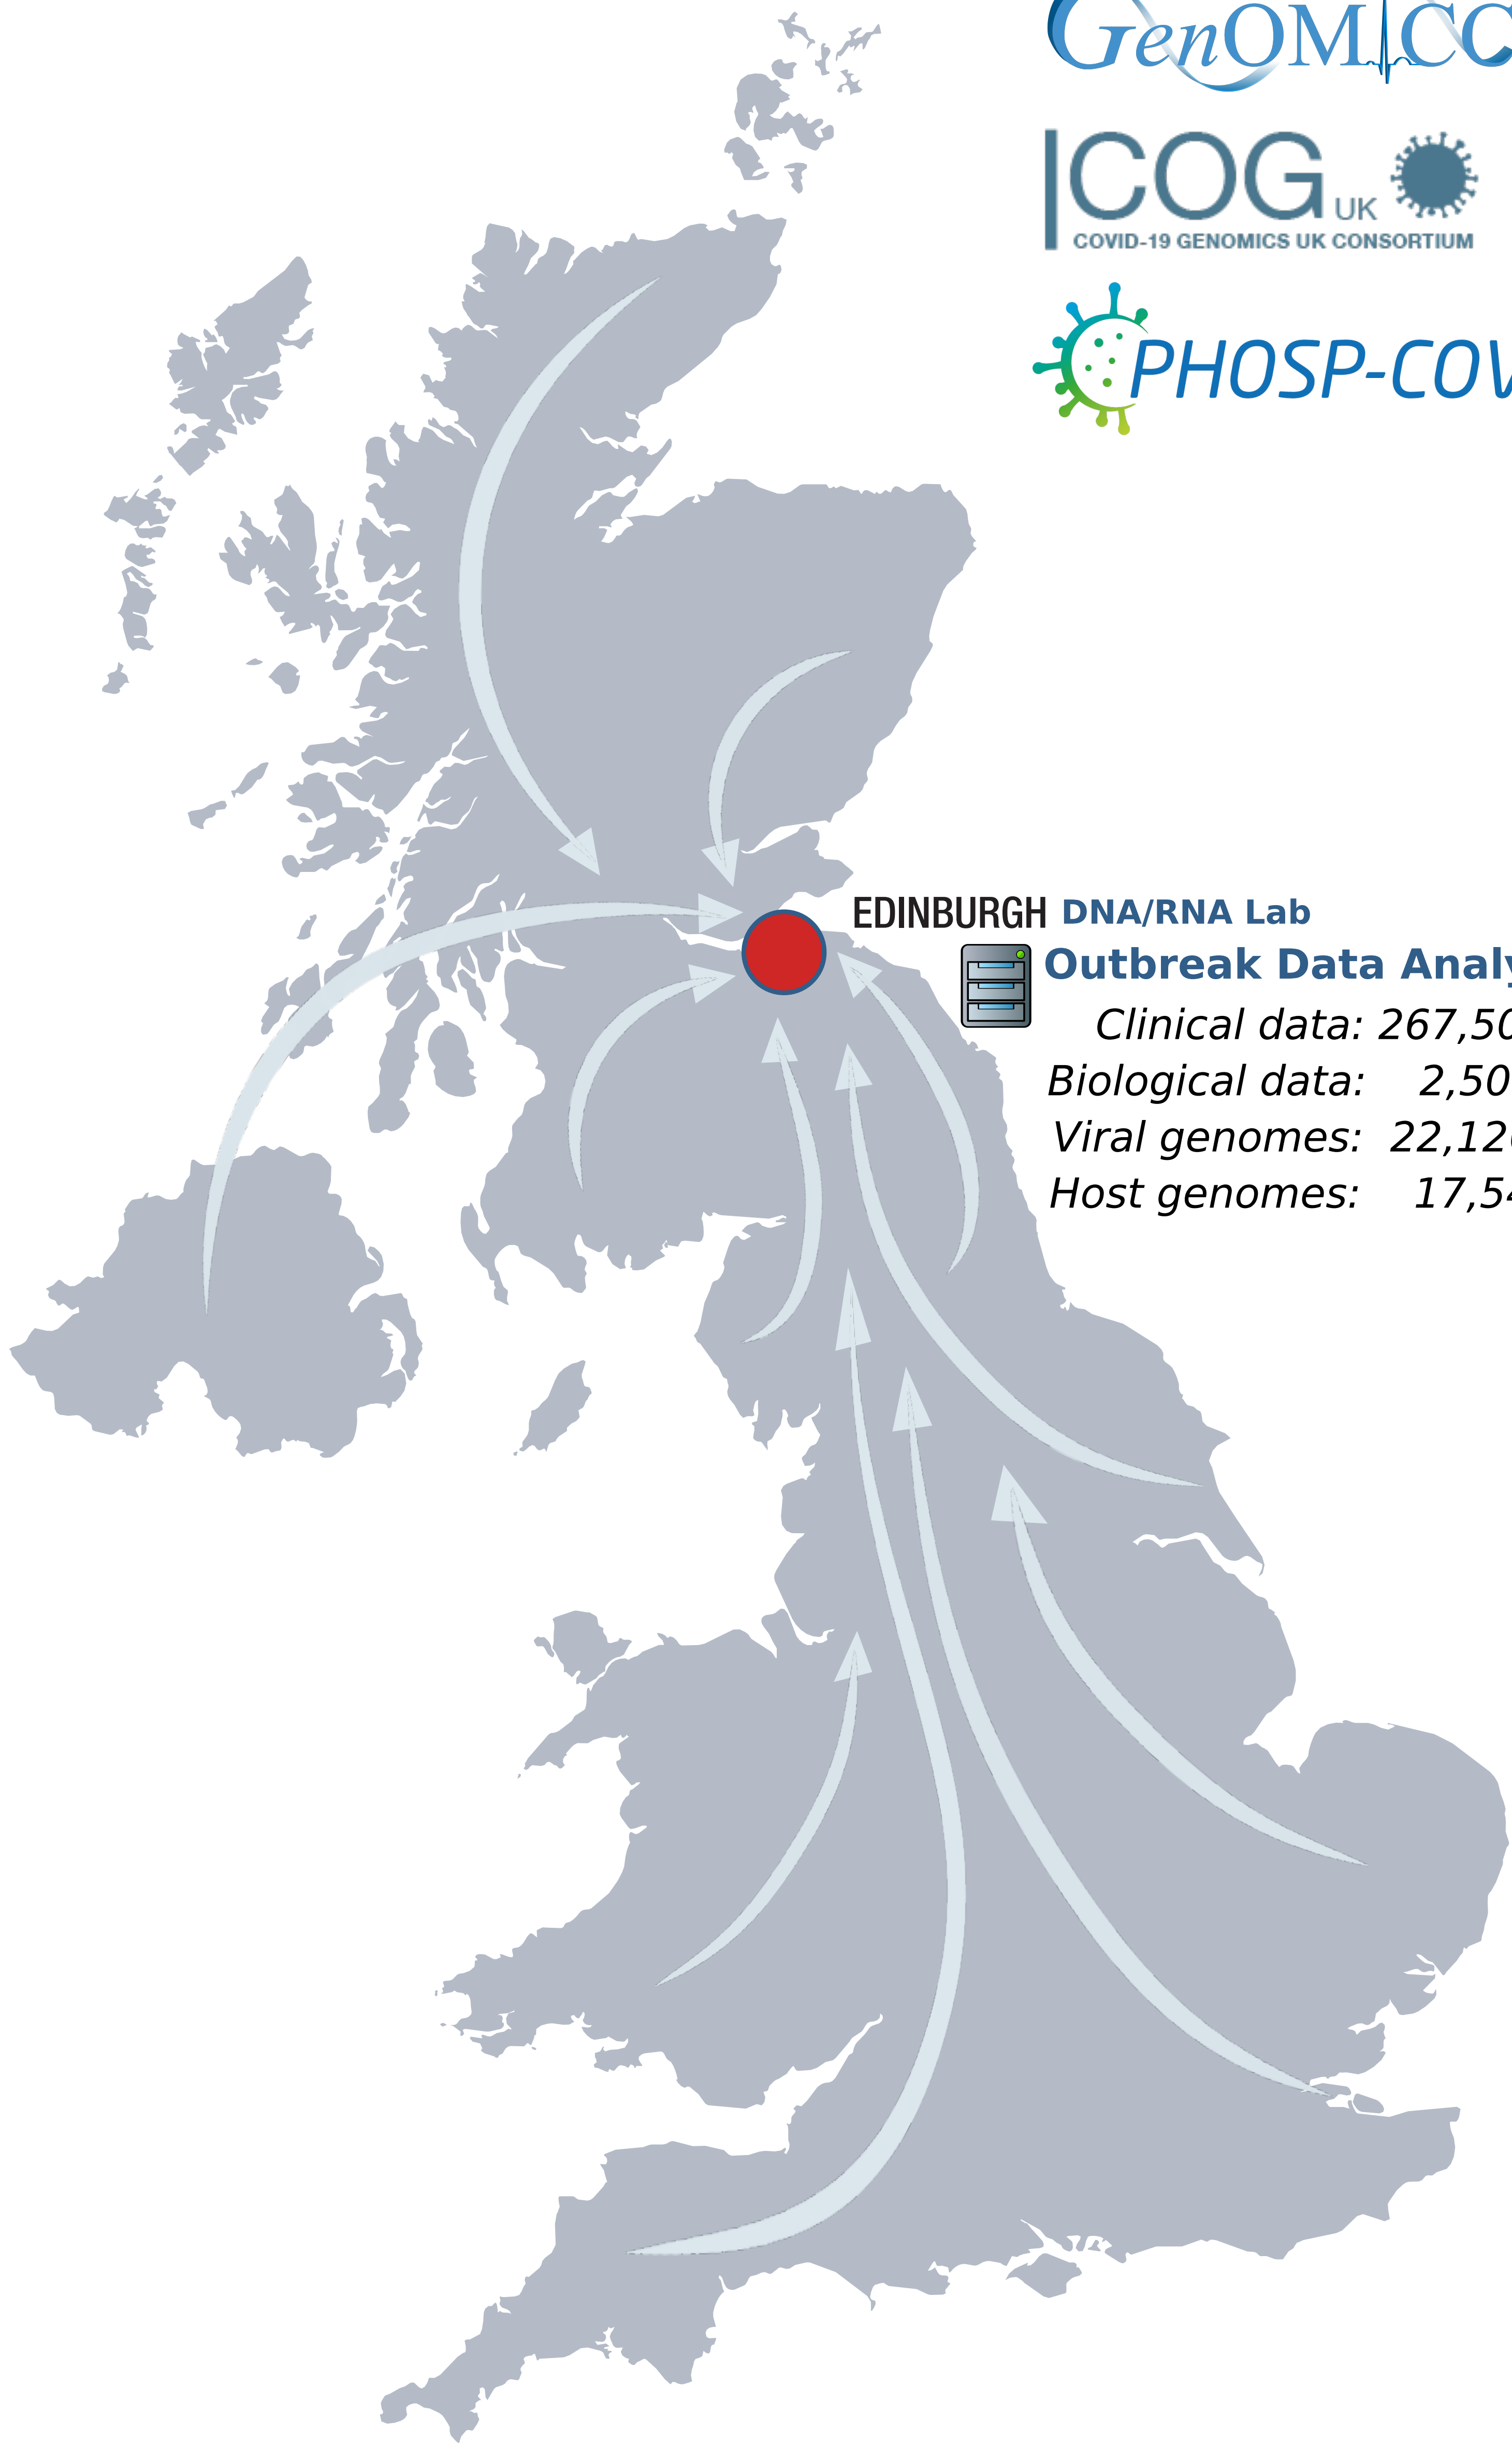 GenOMICC
COG UK
COVID-19 GENOMICS UK CONSORTIUM
PHOSP-COV
EDINBURGH DNA/RNA Lab
Outbreak Data Analy
Clinical data: 267,50
Biological data: 2,50
Viral genomes: 22,12
Host genomes: 17,54